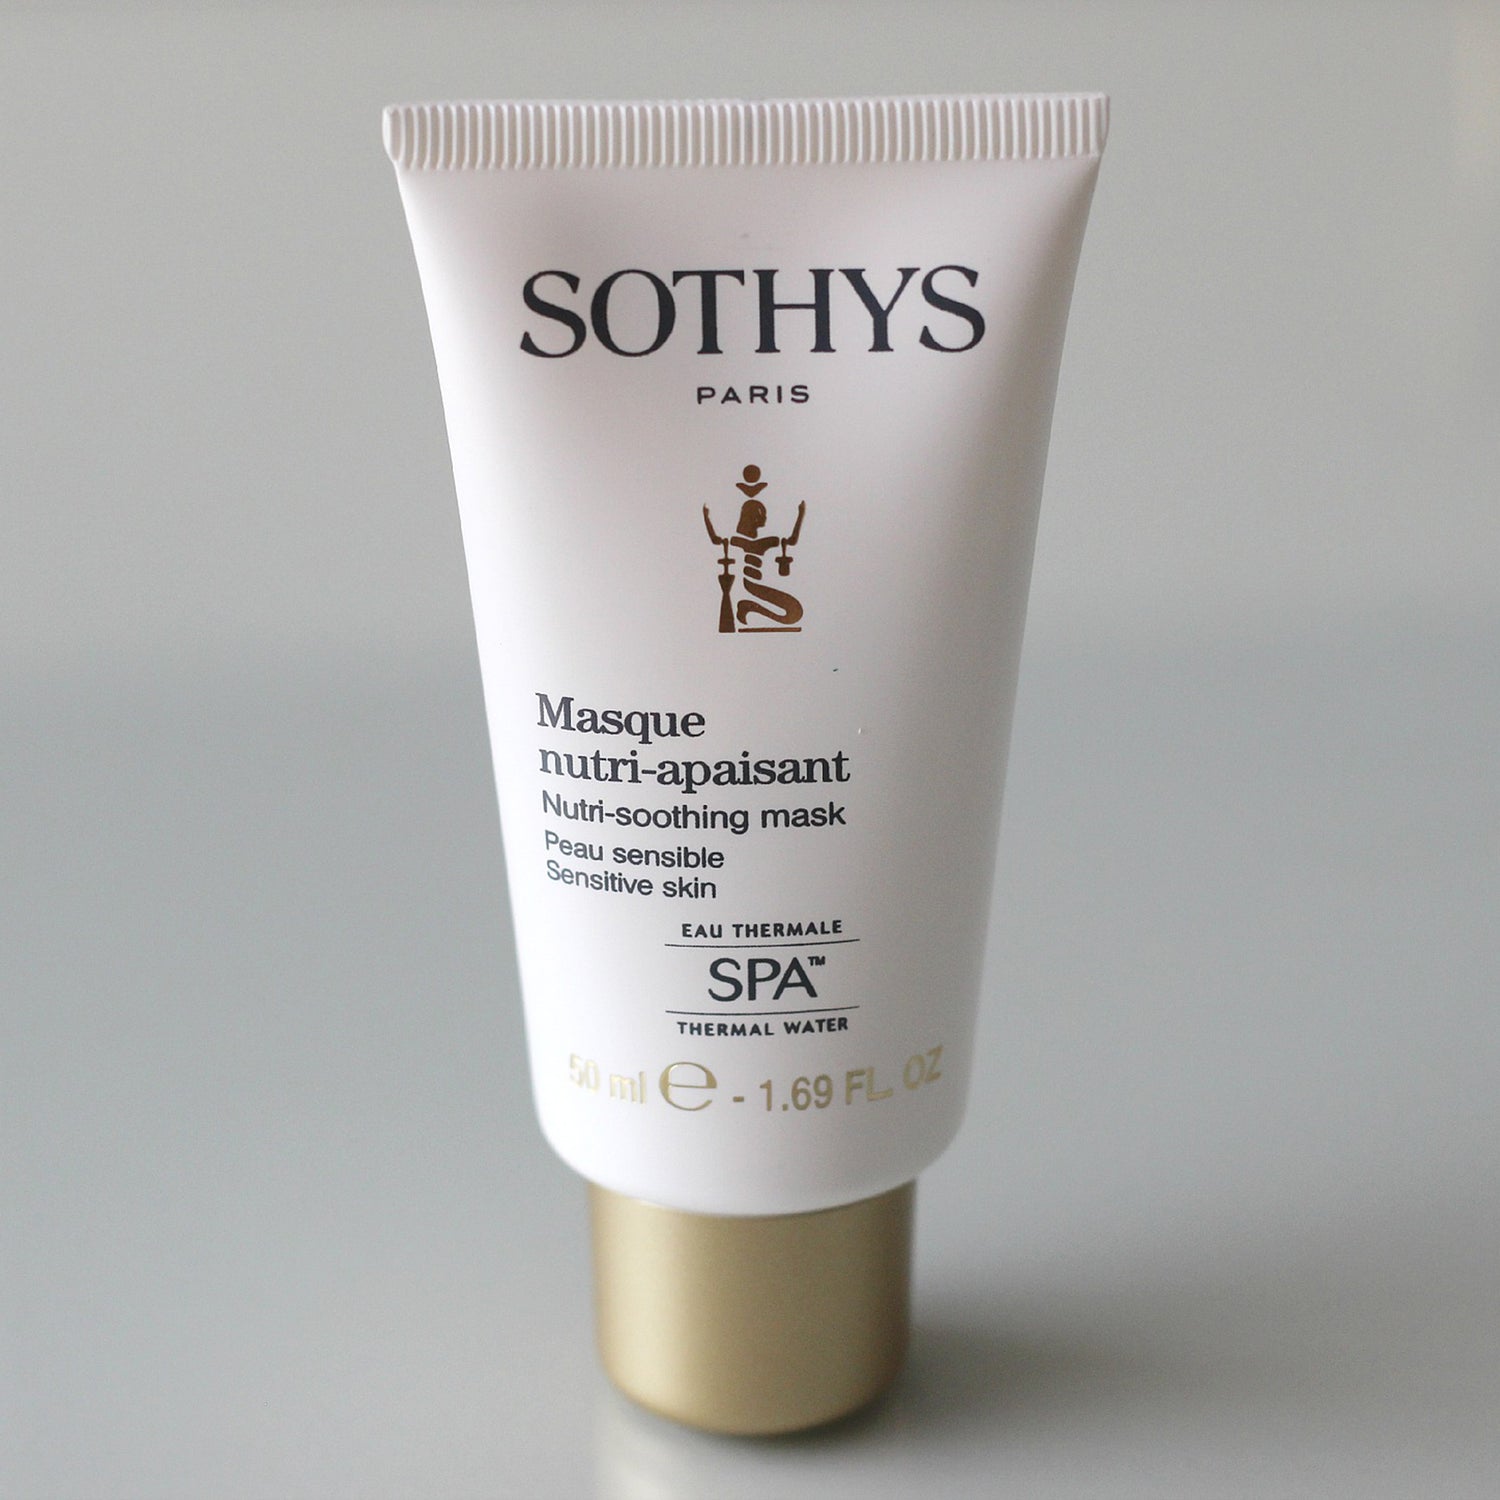 SOTHYS
PARIS
Masque
nutri-apaisant
Nutri-soothing mask
Peau sensible
Sensitive skin
EAU THERMALE
SPA™
THERMAL WATER
50 ml ℮ - 1.69 FL. OZ